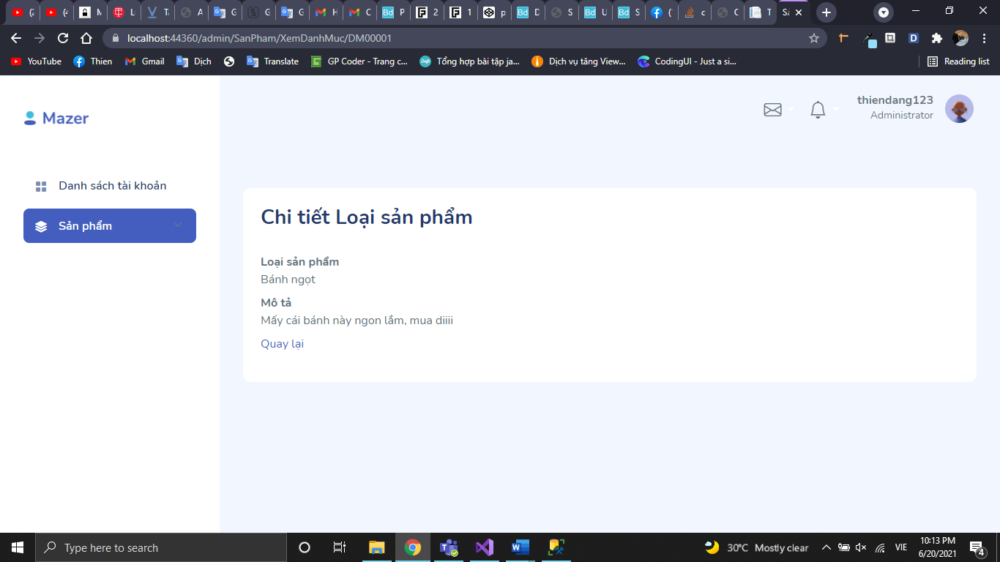 localhost:44360/admin/SanPham/XemDanhMuc/DM00001
YouTube
Thien
Gmail
Dịch
Translate
GP Coder - Trang c...
Tổng hợp bài tập ja...
Dịch vụ tăng View...
CodingUI - Just a si...
Reading list
Mazer
thiendang123
Administrator
Danh sách tài khoản
Sản phẩm
Chi tiết Loại sản phẩm
Loại sản phẩm
Bánh ngọt
Mô tả
Mấy cái bánh này ngon lắm, mua diiii
Quay lại
Type here to search
30°C Mostly clear
VIE
10:13 PM
6/20/2021
4